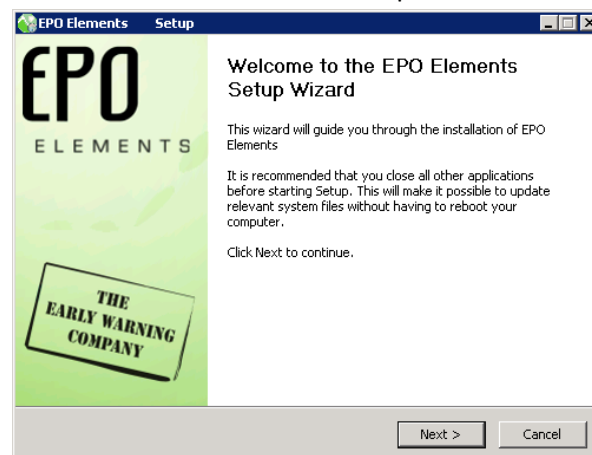 EPO Elements Setup
EPO
ELEMENTS
THE
EARLY WARNING
COMPANY
Welcome to the EPO Elements
Setup Wizard
This wizard will guide you through the installation of EPO
Elements
It is recommended that you close all other applications
before starting Setup. This will make it possible to update
relevant system files without having to reboot your
computer.
Click Next to continue.
Next >
Cancel